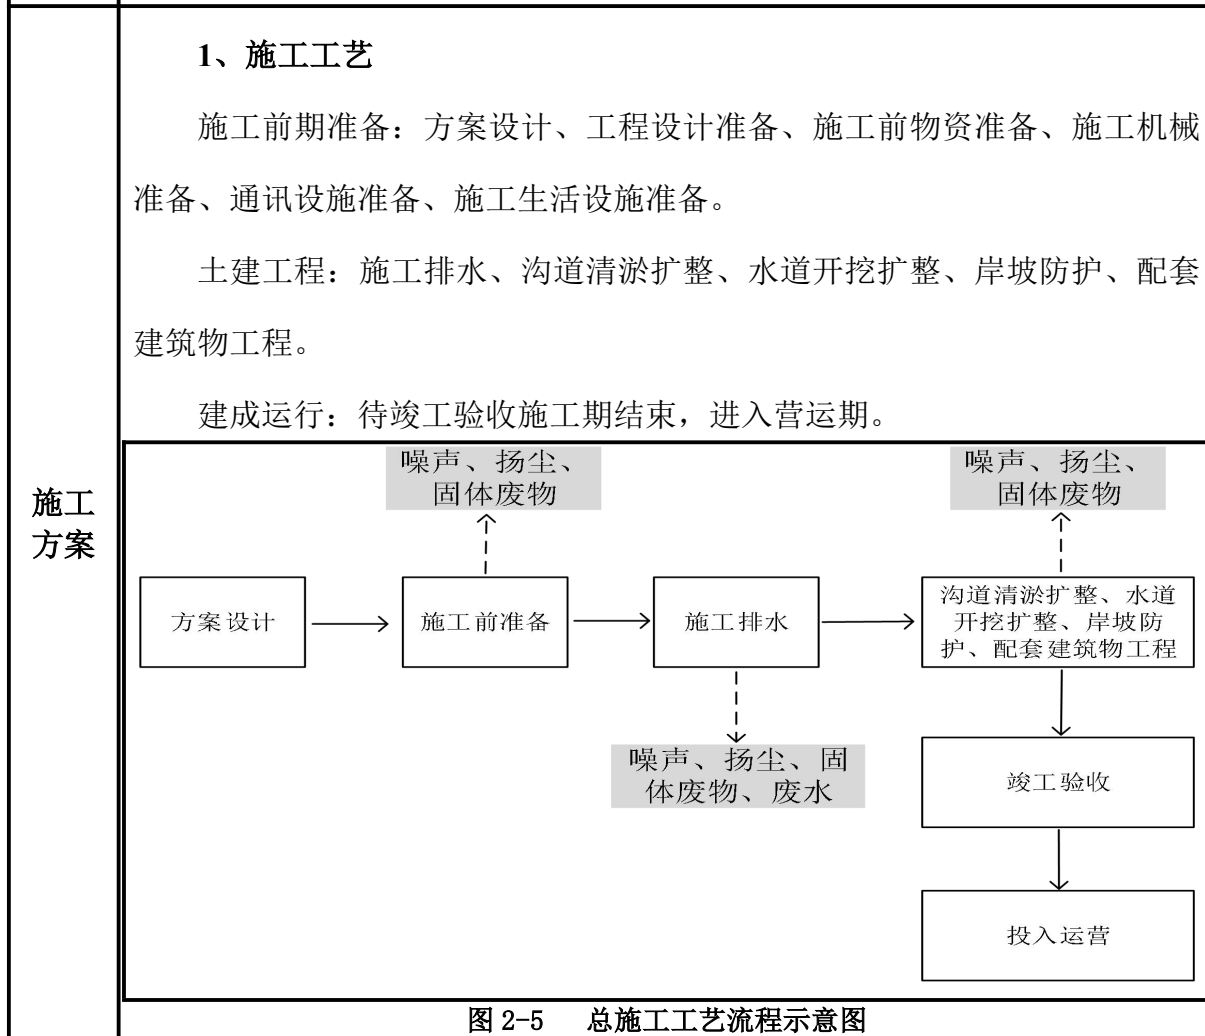 施工
方案
1、施工工艺
施工前期准备：方案设计、工程设计准备、施工前物资准备、施工机械
准备、通讯设施准备、施工生活设施准备。
土建工程：施工排水、沟道清淤扩整、水道开挖扩整、岸坡防护、配套
建筑物工程。
建成运行：待竣工验收施工期结束，进入营运期。
噪声、扬尘、
固体废物
噪声、扬尘、
固体废物
方案设计
施工前准备
施工排水
沟道清淤扩整、水道
开挖扩整、岸坡防
护、配套建筑物工程
噪声、扬尘、固
体废物、废水
竣工验收
投入运营
图 2-5 总施工工艺流程示意图